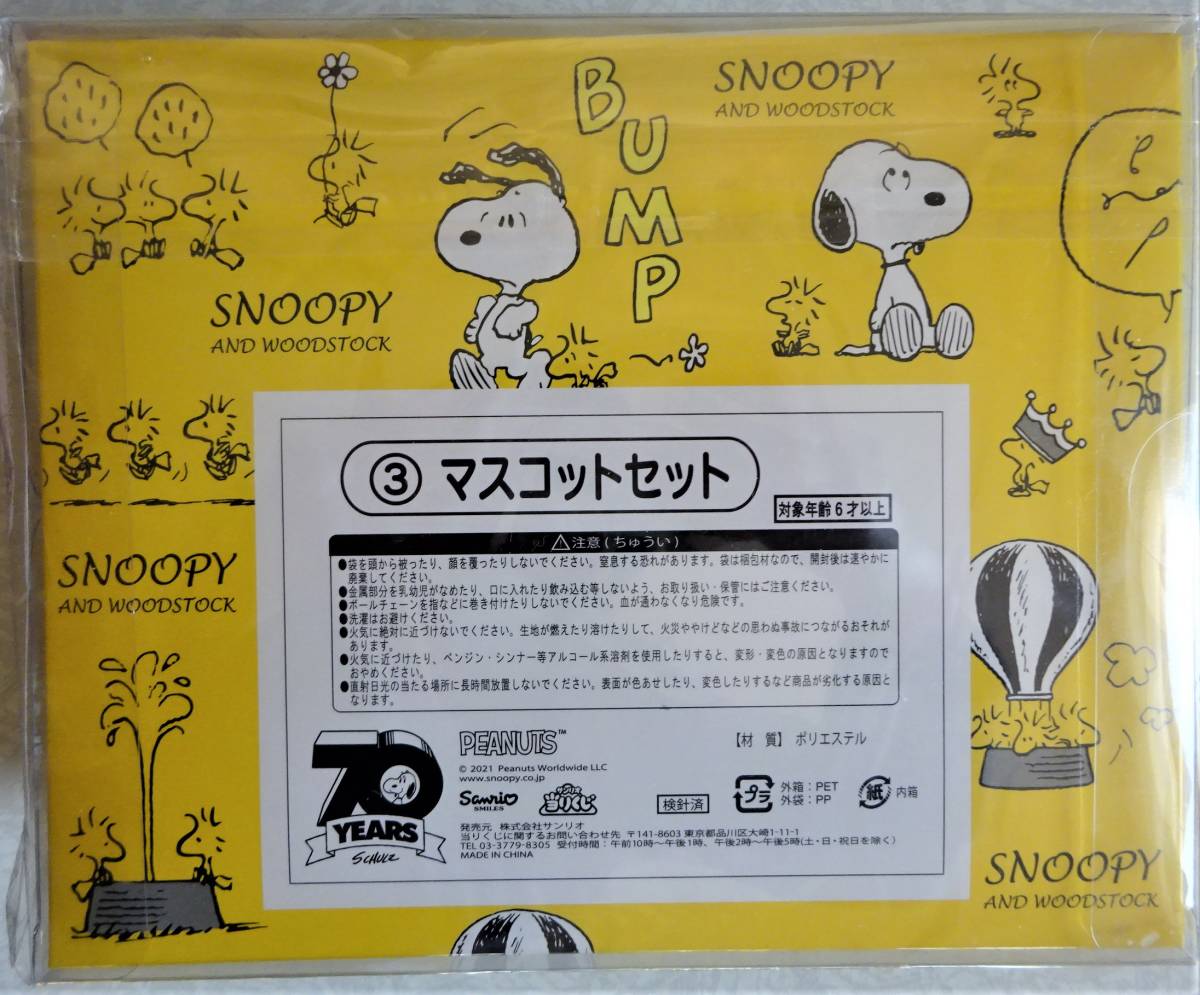 BUMP
SNOOPY
AND WOODSTOCK
SNOOPY
AND WOODSTOCK
SNOOPY
AND WOODSTOCK
③ マスコットセット
対象年齢6才以上
⚠注意(ちゅうい)
●袋を頭から被ったり、顔を覆ったりしないでください。窒息する恐れがあります。袋は梱包材なので、開封後は速やかに
廃棄してください。
●金属部分を乳幼児がなめたり、口に入れたり飲み込む等しないよう、お取り扱い・保管にはご注意ください。
●ボールチェーンを指などに巻き付けたりしないでください。血が通わなくなり危険です。
●洗濯はお避けください。
●火気に絶対に近づけないでください。生地が燃えたり溶けたりして、火災ややけどなどの思わぬ事故につながるおそれが
あります。
●火気に近づけたり、ベンジン・シンナー等アルコール系溶剤を使用したりすると、変形・変色の原因となりますので
おやめください。
●直射日光の当たる場所に長時間放置しないでください。表面が色あせしたり、変色したりするなど商品が劣化する原因と
なります。
70
YEARS
SCHULZ
PEANUTS™
© 2021 Peanuts Worldwide LLC
www.snoopy.co.jp
Sanrio
SMILES
サンリオ
当りくじ
検針済
【材 質】 ポリエステル
プラ
外箱:PET
外袋:PP
紙
内箱
発売元 株式会社サンリオ
当りくじに関するお問い合わせ先 〒141-8603 東京都品川区大崎1-11-1
TEL 03-3779-8305 受付時間:午前10時~午後1時、午後2時~午後5時(土・日・祝日を除く)
MADE IN CHINA
SNOOPY
AND WOODSTOCK